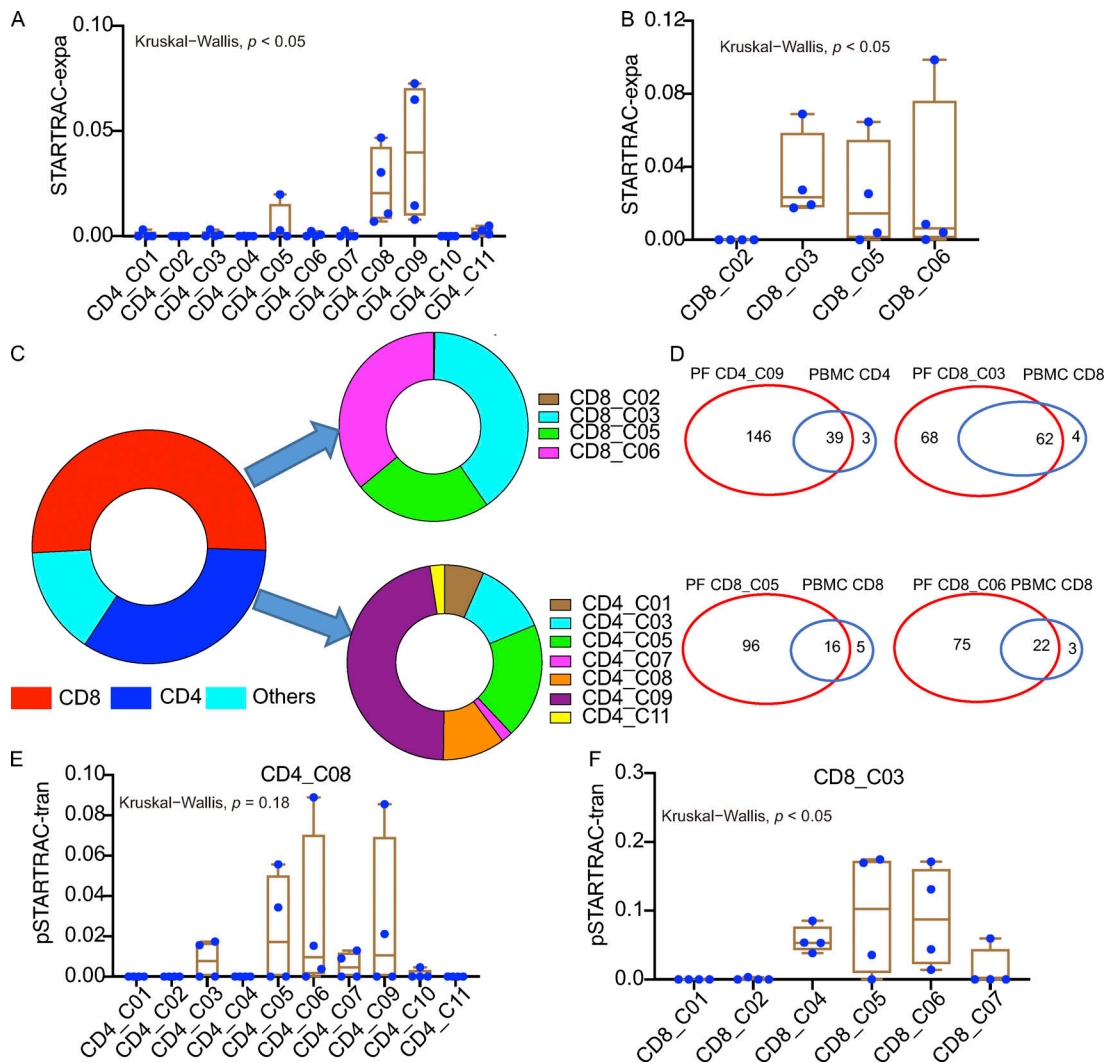 A
Kruskal−Wallis, p < 0.05
STARTRAC-expa
0.10
0.05
0.00
CD4_C01
CD4_C02
CD4_C03
CD4_C04
CD4_C05
CD4_C06
CD4_C07
CD4_C08
CD4_C09
CD4_C10
CD4_C11
B
Kruskal−Wallis, p < 0.05
STARTRAC-expa
0.12
0.08
0.04
0.00
CD8_C02
CD8_C03
CD8_C05
CD8_C06
C
CD8
CD4
Others
CD8_C02
CD8_C03
CD8_C05
CD8_C06
CD4_C01
CD4_C03
CD4_C05
CD4_C07
CD4_C08
CD4_C09
CD4_C11
D
PF CD4_C09 PBMC CD4
146 39 3
PF CD8_C03 PBMC CD8
68 62 4
PF CD8_C05 PBMC CD8
96 16 5
PF CD8_C06 PBMC CD8
75 22 3
E
CD4_C08
Kruskal−Wallis, p = 0.18
pSTARTRAC-tran
0.10
0.08
0.06
0.04
0.02
0.00
CD4_C01
CD4_C02
CD4_C03
CD4_C04
CD4_C05
CD4_C06
CD4_C07
CD4_C09
CD4_C10
CD4_C11
F
CD8_C03
Kruskal−Wallis, p < 0.05
pSTARTRAC-tran
0.3
0.2
0.1
0.0
CD8_C01
CD8_C02
CD8_C04
CD8_C05
CD8_C06
CD8_C07